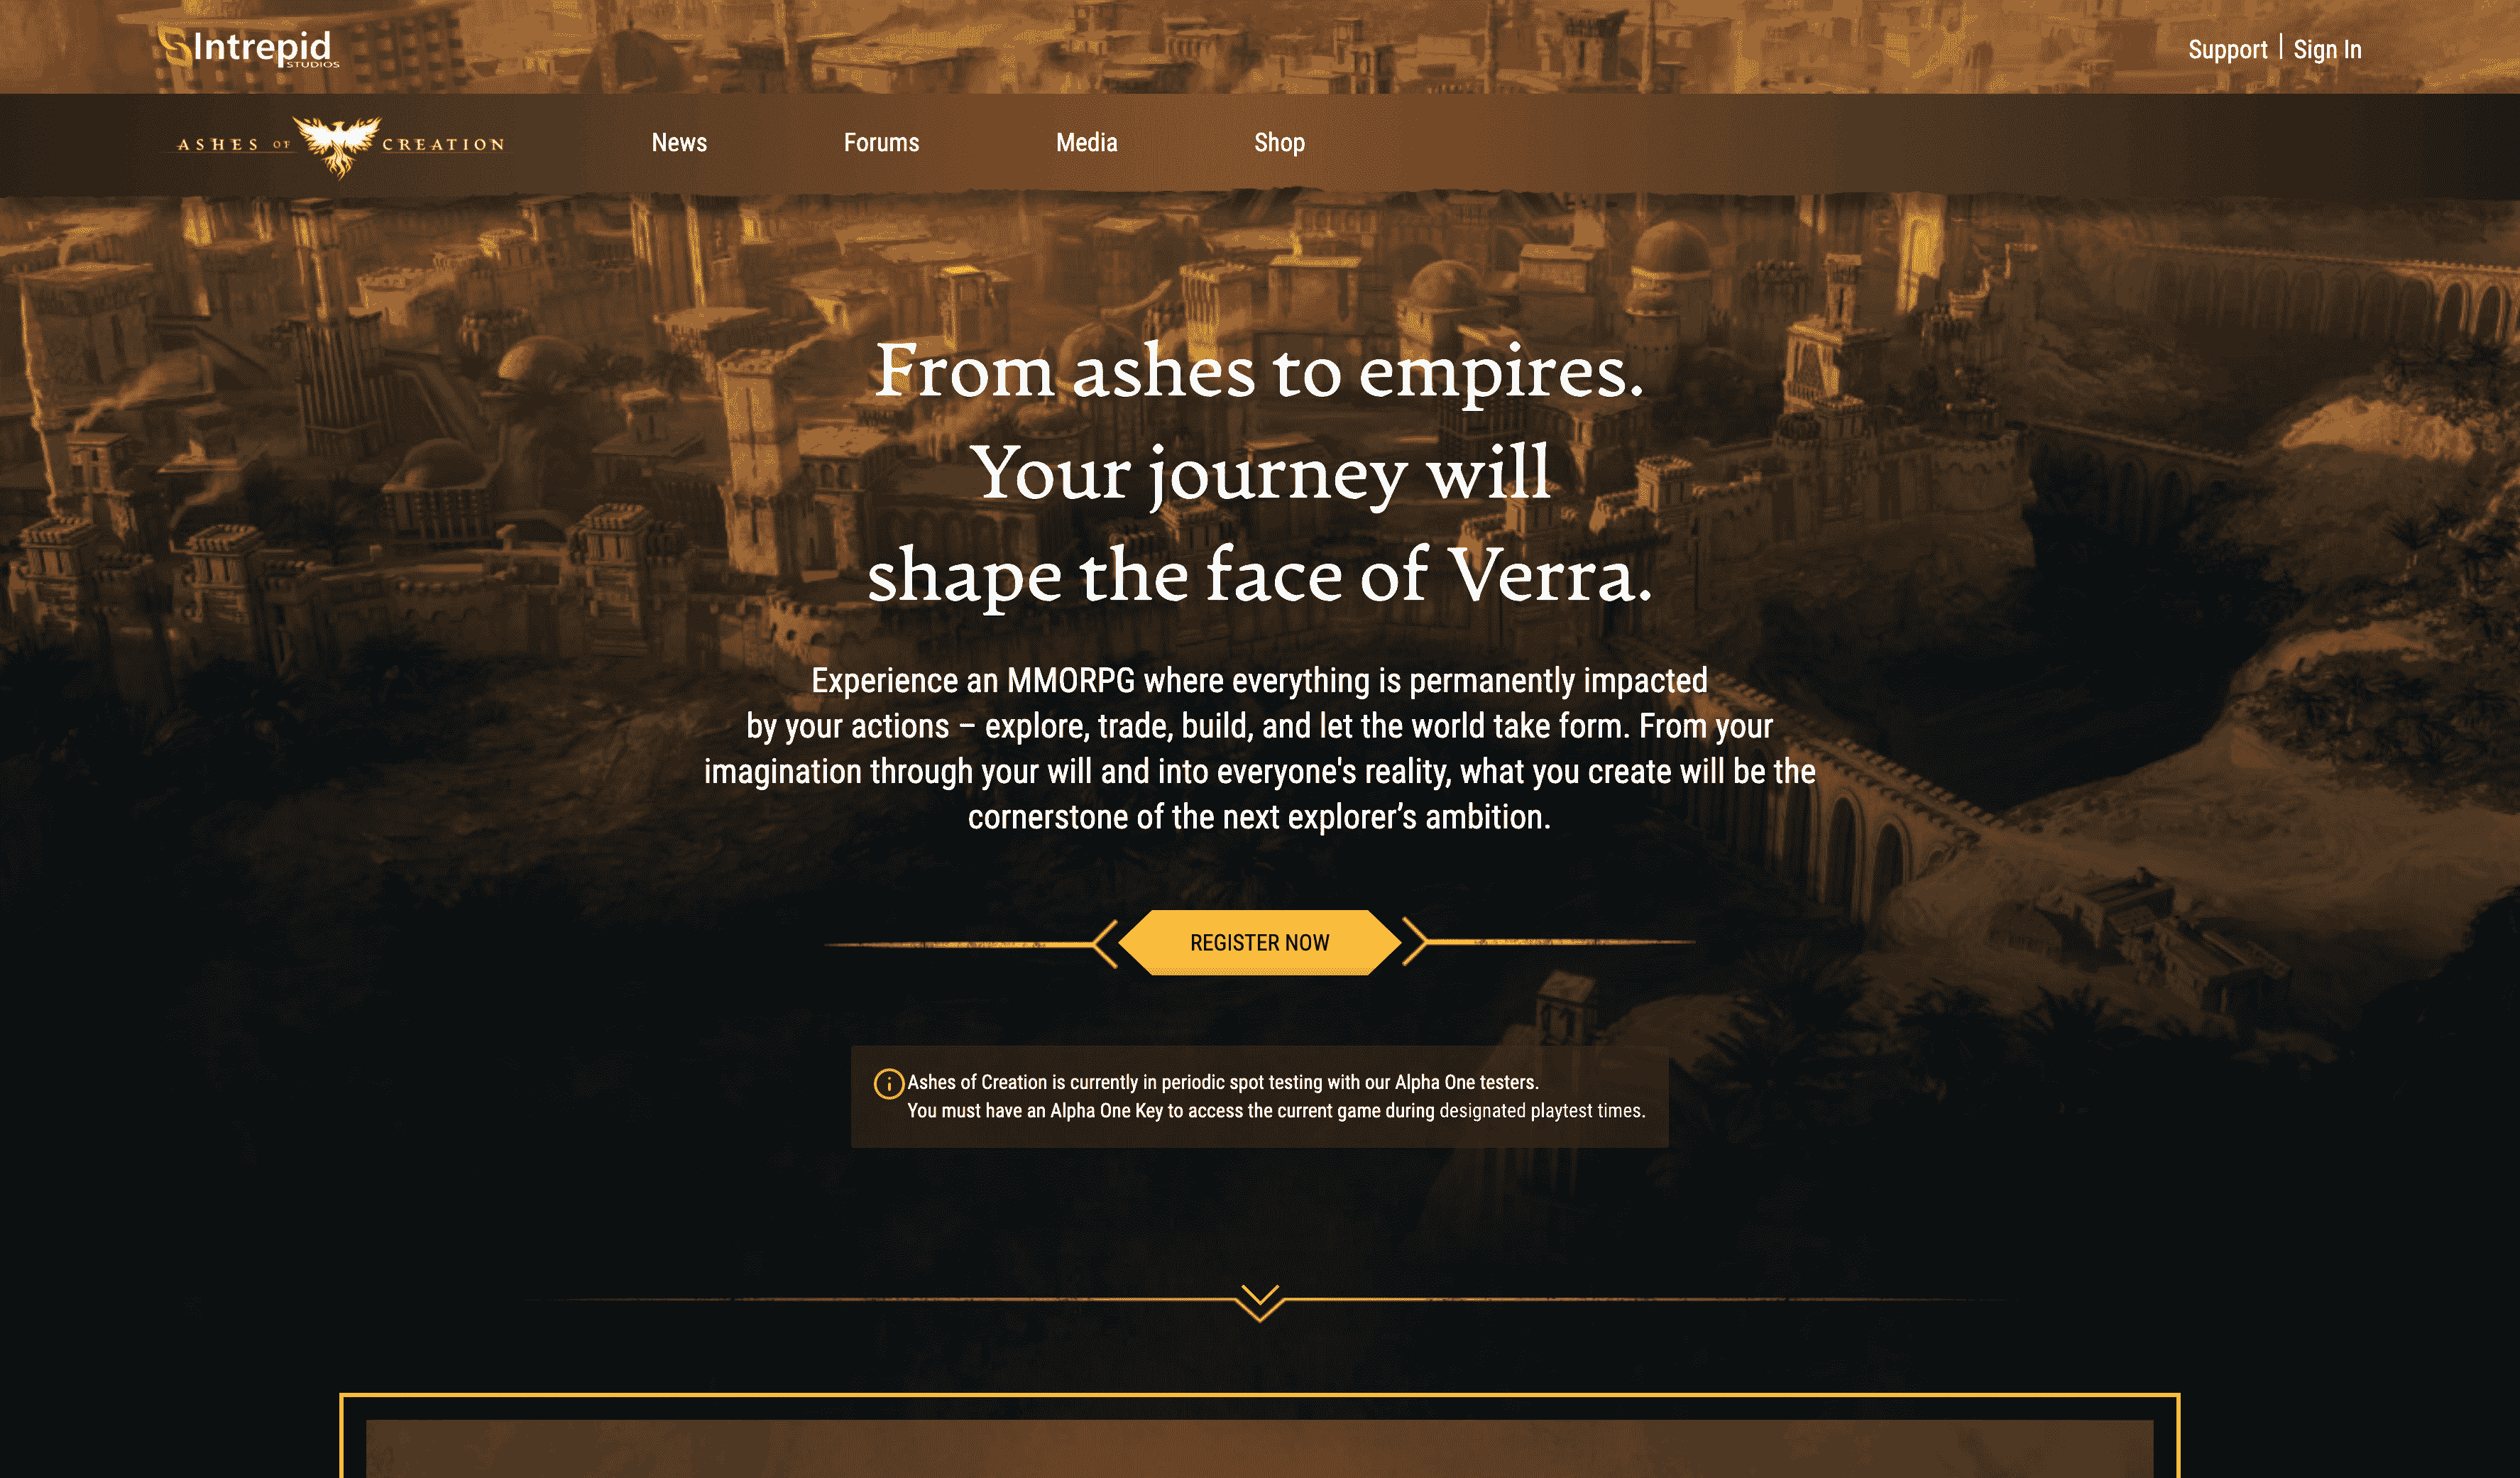 Intrepid
STUDIOS
Support | Sign In
ASHES OF CREATION
News
Forums
Media
Shop
From ashes to empires.
Your journey will
shape the face of Verra.
Experience an MMORPG where everything is permanently impacted
by your actions – explore, trade, build, and let the world take form. From your
imagination through your will and into everyone's reality, what you create will be the
cornerstone of the next explorer’s ambition.
REGISTER NOW
Ashes of Creation is currently in periodic spot testing with our Alpha One testers.
You must have an Alpha One Key to access the current game during designated playtest times.